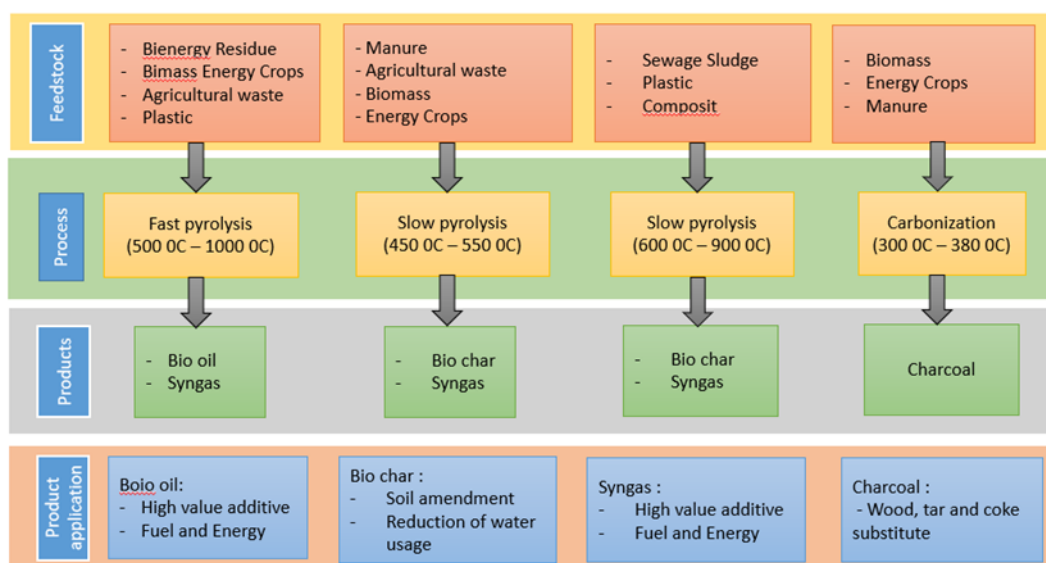 Feedstock
- Bienergy Residue
- Bimass Energy Crops
- Agricultural waste
- Plastic
- Manure
- Agricultural waste
- Biomass
- Energy Crops
- Sewage Sludge
- Plastic
- Composit
- Biomass
- Energy Crops
- Manure
Process
Fast pyrolysis
(500 0C – 1000 0C)
Slow pyrolysis
(450 0C – 550 0C)
Slow pyrolysis
(600 0C – 900 0C)
Carbonization
(300 0C – 380 0C)
Products
- Bio oil
- Syngas
- Bio char
- Syngas
- Bio char
- Syngas
Charcoal
Product
application
Boio oil:
- High value additive
- Fuel and Energy
Bio char :
- Soil amendment
- Reduction of water
usage
Syngas :
- High value additive
- Fuel and Energy
Charcoal :
- Wood, tar and coke
substitute